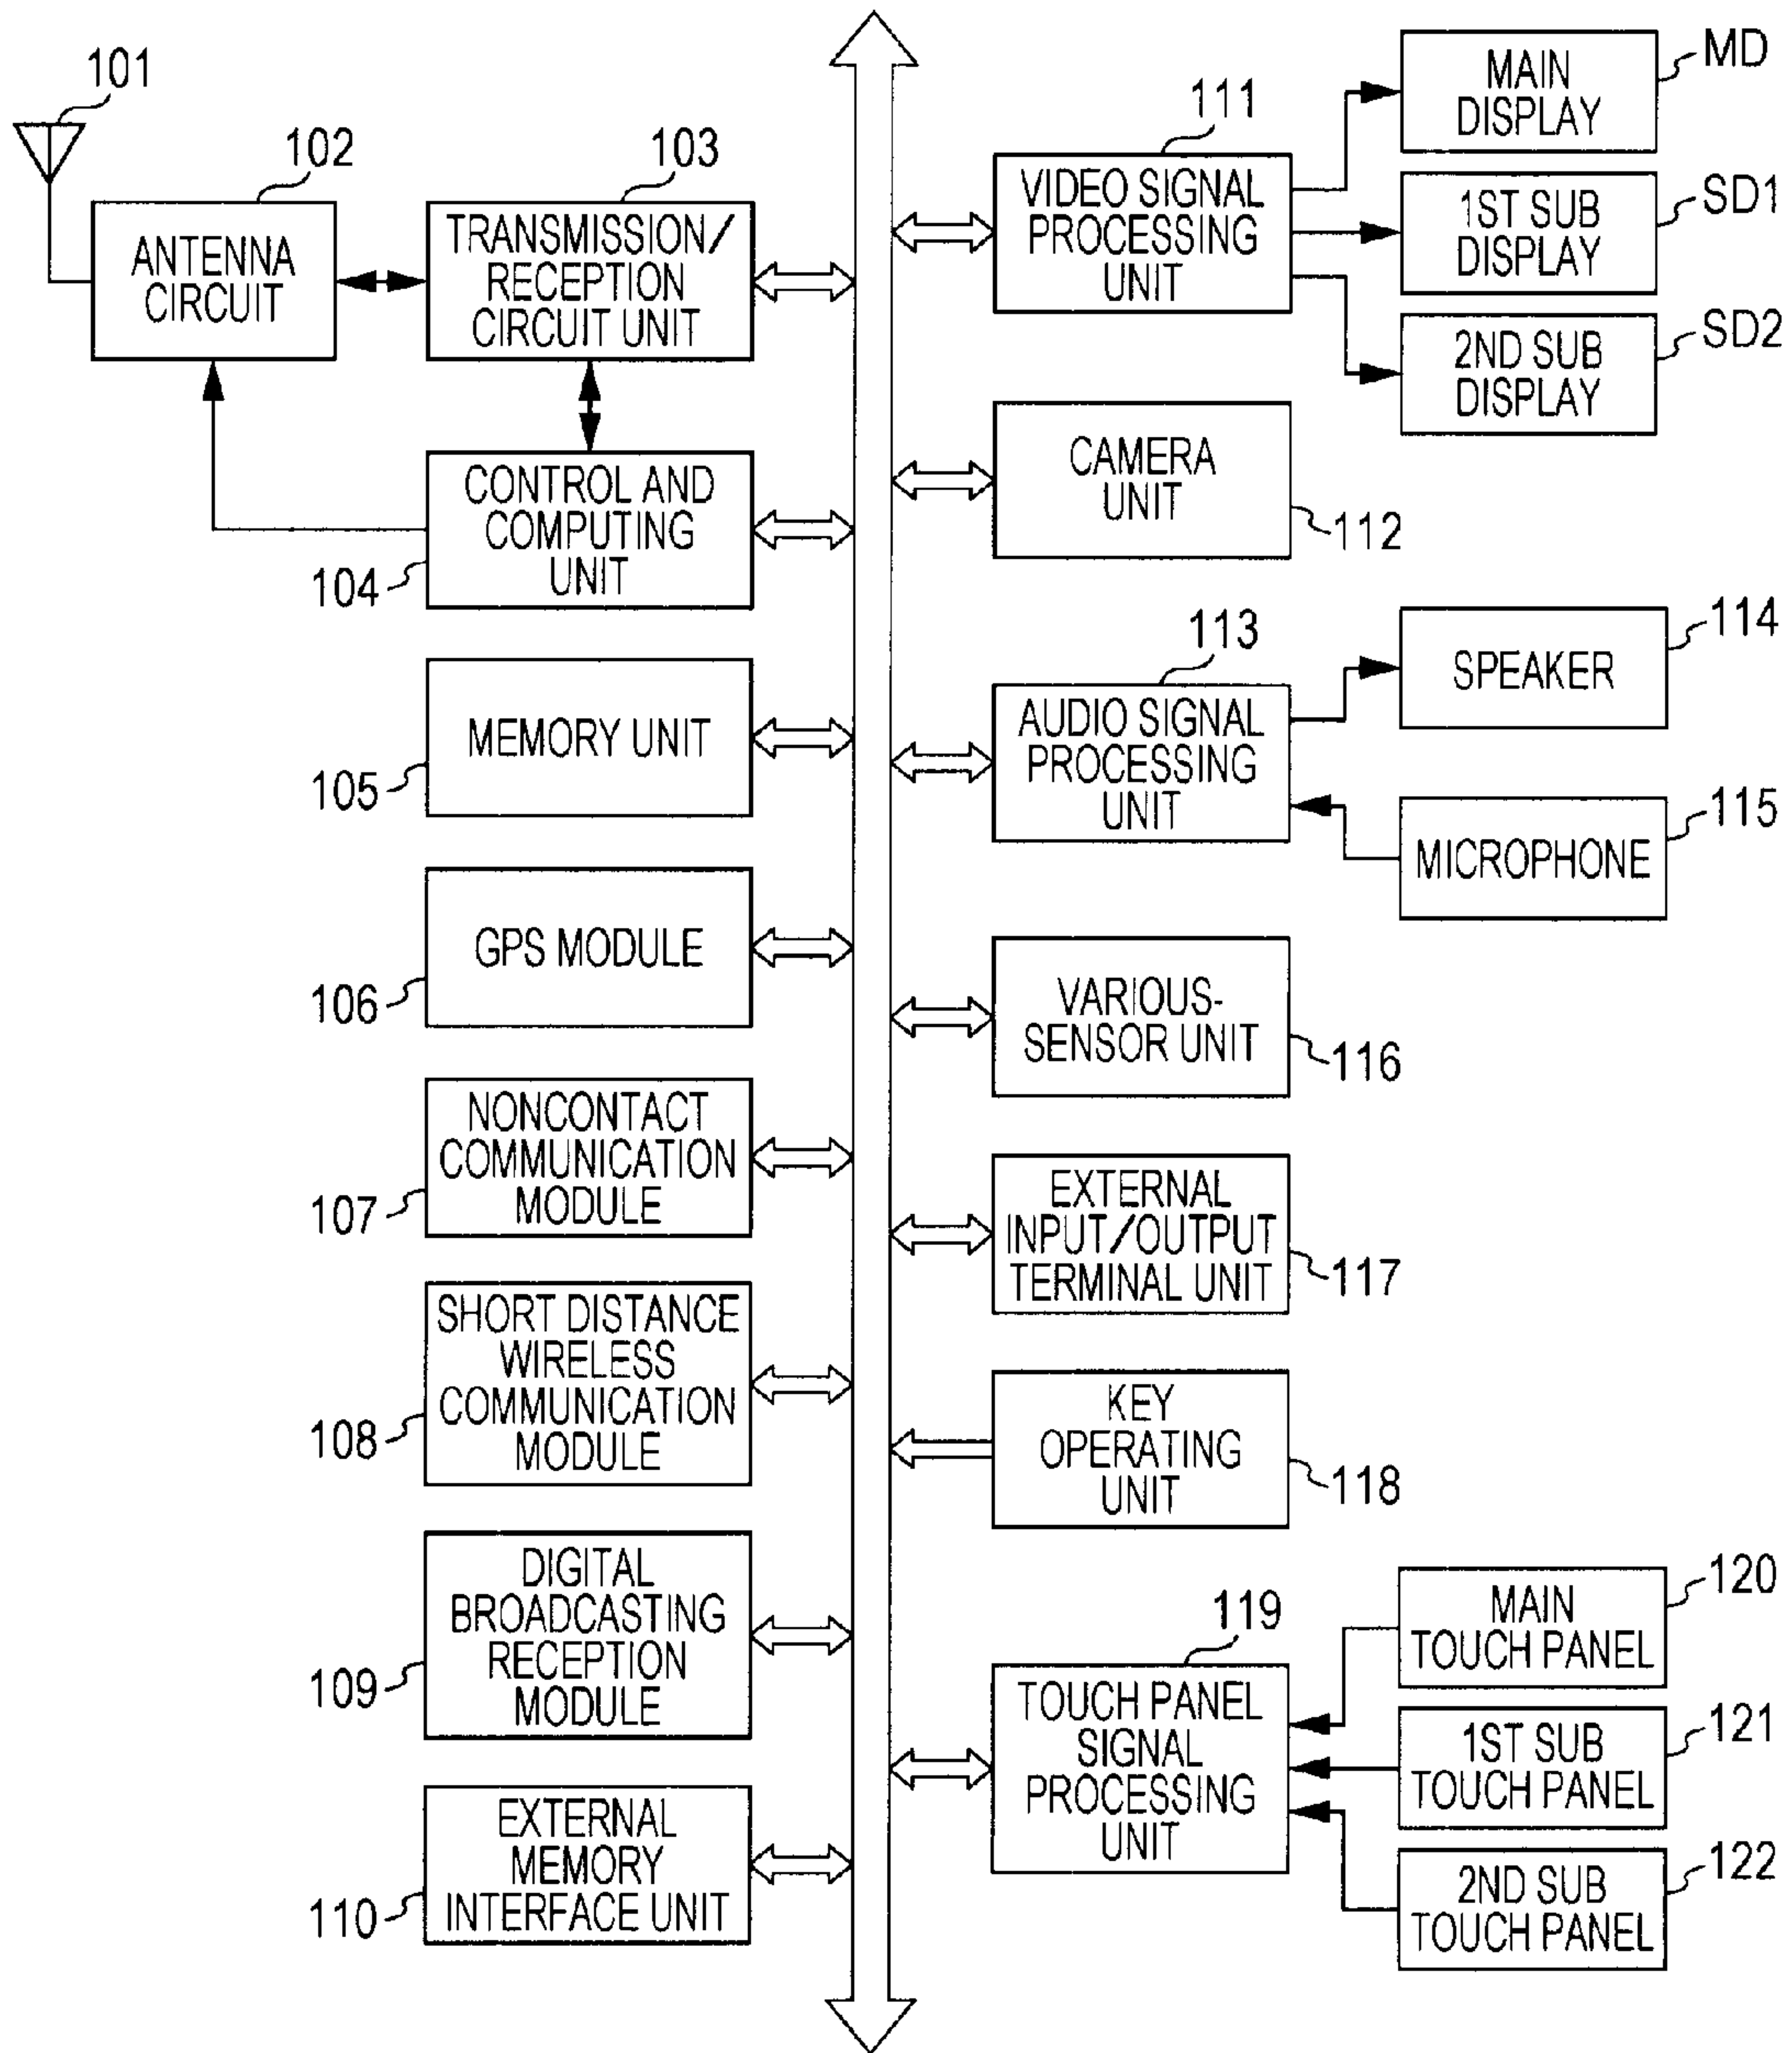 101
102
ANTENNA
CIRCUIT
103
TRANSMISSION/
RECEPTION
CIRCUIT UNIT
CONTROL AND
COMPUTING
UNIT
104
MEMORY UNIT
105
GPS MODULE
106
NONCONTACT
COMMUNICATION
MODULE
107
SHORT DISTANCE
WIRELESS
COMMUNICATION
MODULE
108
DIGITAL
BROADCASTING
RECEPTION
MODULE
109
EXTERNAL
MEMORY
INTERFACE UNIT
110
111
VIDEO SIGNAL
PROCESSING
UNIT
MAIN
DISPLAY
MD
1ST SUB
DISPLAY
SD1
2ND SUB
DISPLAY
SD2
CAMERA
UNIT
112
113
AUDIO SIGNAL
PROCESSING
UNIT
SPEAKER
114
MICROPHONE
115
VARIOUS-
SENSOR UNIT
116
EXTERNAL
INPUT/OUTPUT
TERMINAL UNIT
117
KEY
OPERATING
UNIT
118
119
TOUCH PANEL
SIGNAL
PROCESSING
UNIT
MAIN
TOUCH PANEL
120
1ST SUB
TOUCH PANEL
121
2ND SUB
TOUCH PANEL
122